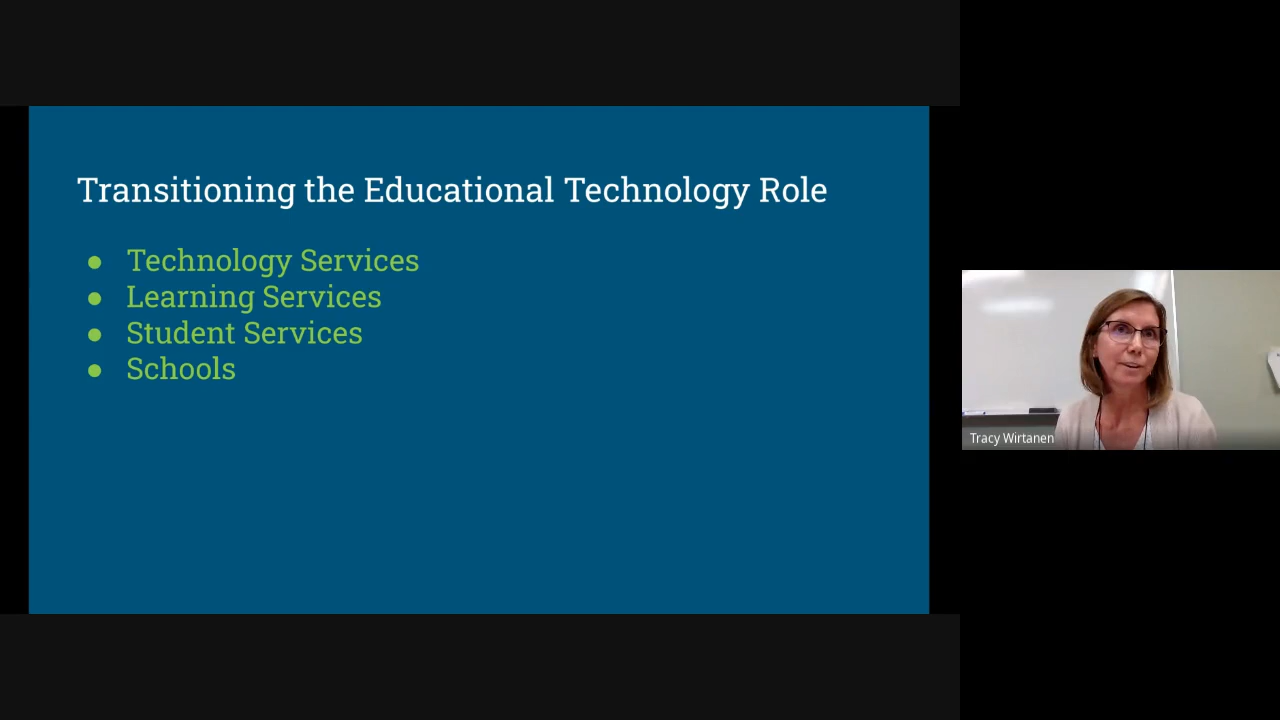 Transitioning the Educational Technology Role
● Technology Services
● Learning Services
● Student Services
● Schools
Tracy Wirtanen